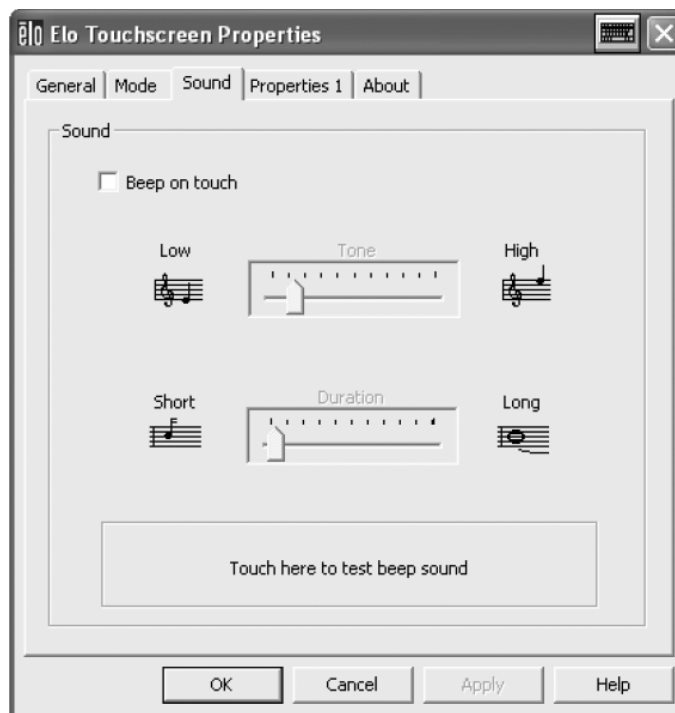 ēlo Elo Touchscreen Properties
General Mode Sound Properties 1 About
Sound
Beep on touch
Low Tone High
Short Duration Long
Touch here to test beep sound
OK Cancel Apply Help